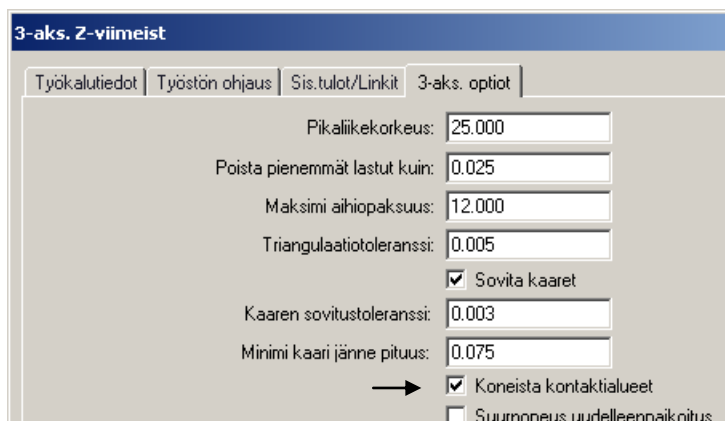 3-aks. Z-viimeist
Työkalutiedot Työstön ohjaus Sis.tulot/Linkit 3-aks. optiot
Pikaliikekorkeus: 25.000
Poista pienemmät lastut kuin: 0.025
Maksimi aihiopaksuus: 12.000
Triangulaatiotoleranssi: 0.005
Sovita kaaret
Kaaren sovitustoleranssi: 0.003
Minimi kaari jänne pituus: 0.075
Koneista kontaktialueet
Suurnopeus uudelleenpaikoitus